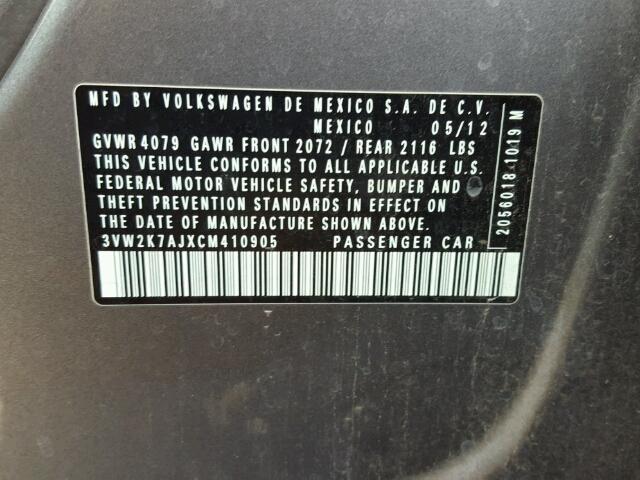 MFD BY VOLKSWAGEN DE MEXICO S.A. DE C.V.
MEXICO 05/12
GVWR 4079 GAWR FRONT 2072 / REAR 2116 LBS
THIS VEHICLE CONFORMS TO ALL APPLICABLE U.S.
FEDERAL MOTOR VEHICLE SAFETY, BUMPER AND
THEFT PREVENTION STANDARDS IN EFFECT ON
THE DATE OF MANUFACTURE SHOWN ABOVE.
3VW2K7AJXCM410905 PASSENGER CAR
2056018 1019 M